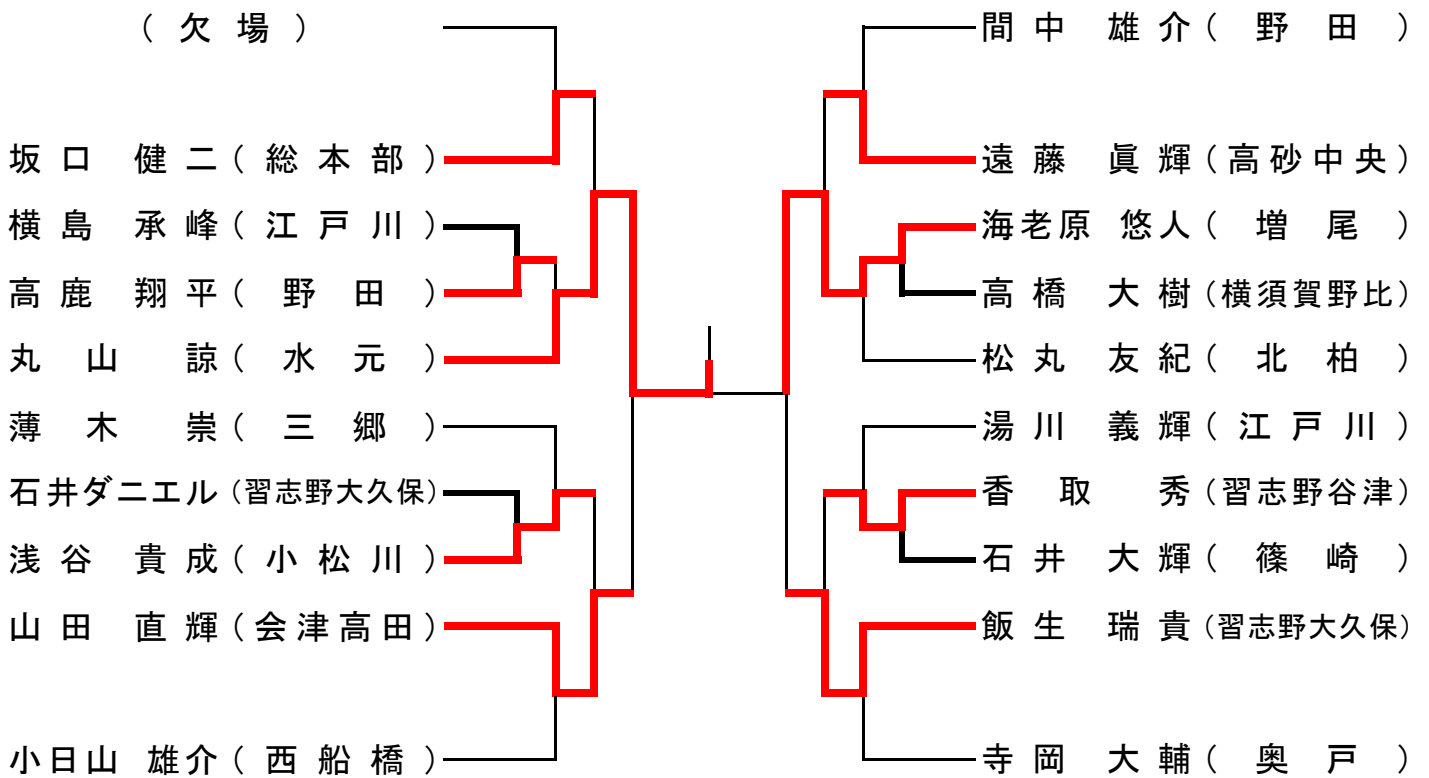 (欠場)
坂口 健二(総本部)
横島 承峰(江戸川)
高鹿 翔平(野田)
丸山 諒(水元)
薄木 崇(三郷)
石井ダニエル(習志野大久保)
浅谷 貴成(小松川)
山田 直輝(会津高田)
小日山 雄介(西船橋)
間中 雄介(野田)
遠藤 眞輝(高砂中央)
海老原 悠人(増尾)
高橋 大樹(横須賀野比)
松丸 友紀(北柏)
湯川 義輝(江戸川)
香取 秀(習志野谷津)
石井 大輝(篠崎)
飯生 瑞貴(習志野大久保)
寺岡 大輔(奥戸)